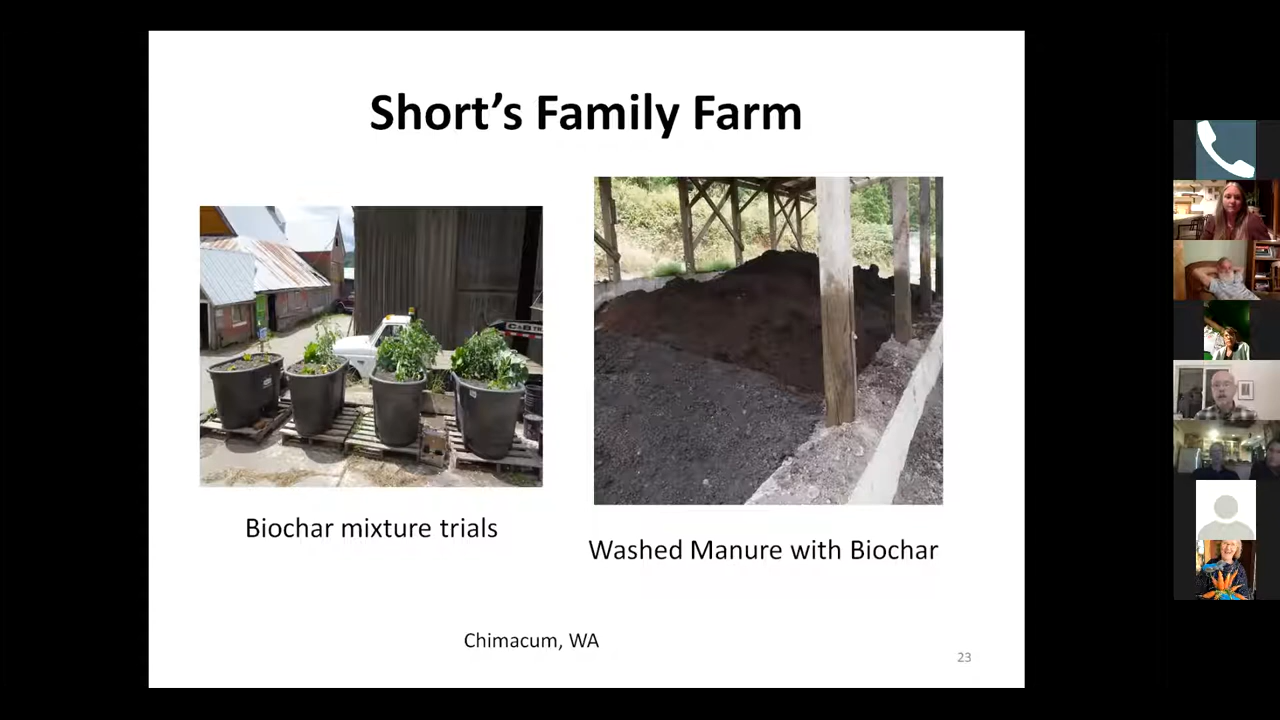 Short's Family Farm
Biochar mixture trials
Washed Manure with Biochar
Chimacum, WA
23